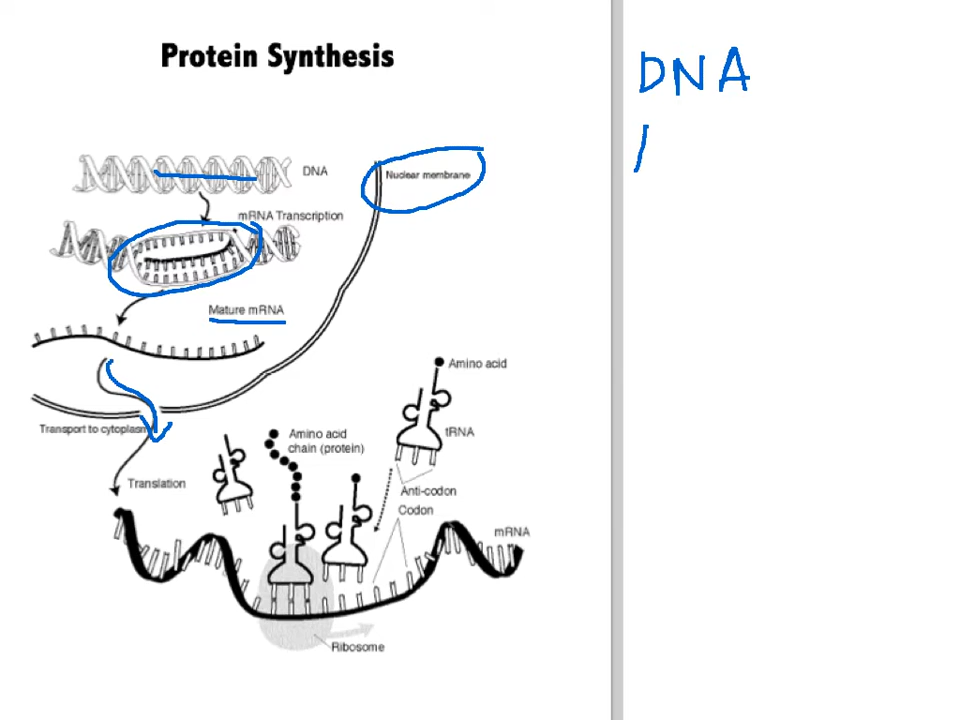 Protein Synthesis
DNA
DNA
Nuclear membrane
mRNA Transcription
Mature mRNA
Amino acid
Transport to cytoplasm
tRNA
Amino acid
chain (protein)
Translation
Anti-codon
Codon
mRNA
Ribosome